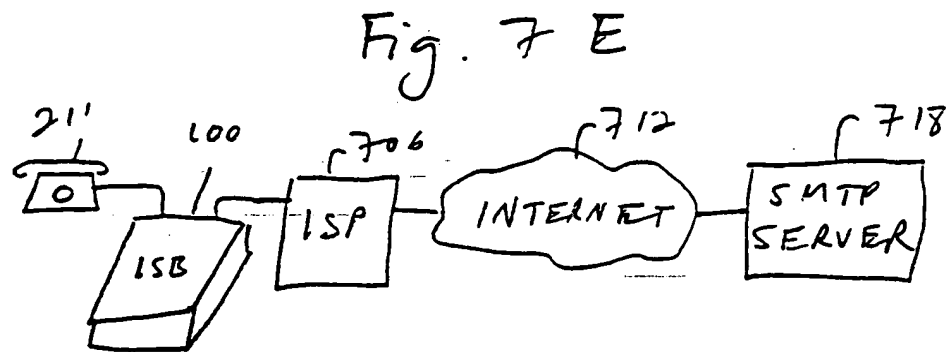 Fig. 7 E
21'
100
706
712
718
ISB
ISP
INTERNET
SMTP
SERVER